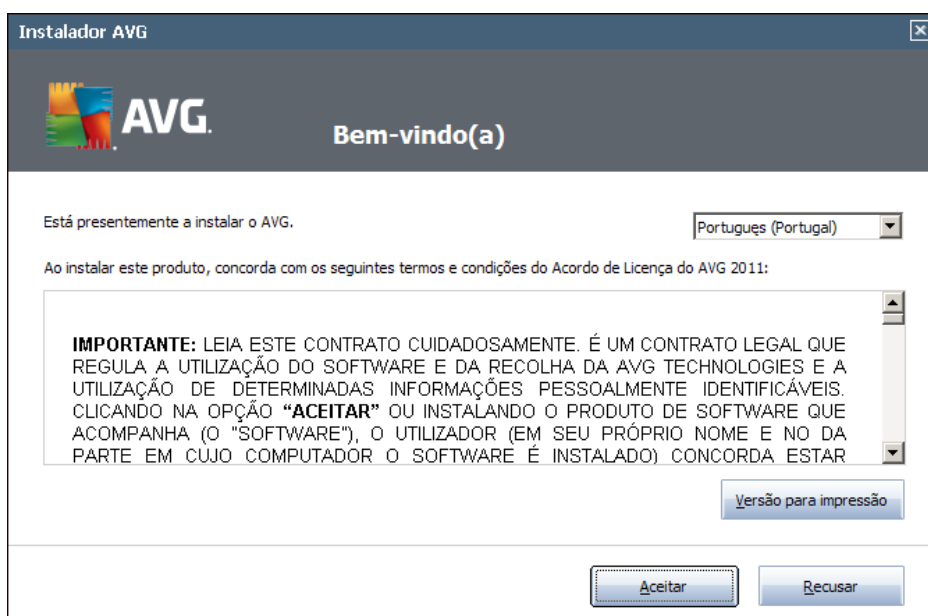 Instalador AVG
AVG.
Bem-vindo(a)
Está presentemente a instalar o AVG.
Portuguęs (Portugal)
Ao instalar este produto, concorda com os seguintes termos e condições do Acordo de Licença do AVG 2011:
IMPORTANTE: LEIA ESTE CONTRATO CUIDADOSAMENTE. É UM CONTRATO LEGAL QUE
REGULA A UTILIZAÇÃO DO SOFTWARE E DA RECOLHA DA AVG TECHNOLOGIES E A
UTILIZAÇÃO DE DETERMINADAS INFORMAÇÕES PESSOALMENTE IDENTIFICÁVEIS.
CLICANDO NA OPÇÃO “ACEITAR” OU INSTALANDO O PRODUTO DE SOFTWARE QUE
ACOMPANHA (O "SOFTWARE"), O UTILIZADOR (EM SEU PRÓPRIO NOME E NO DA
PARTE EM CUJO COMPUTADOR O SOFTWARE É INSTALADO) CONCORDA ESTAR
Versão para impressão
Aceitar
Recusar